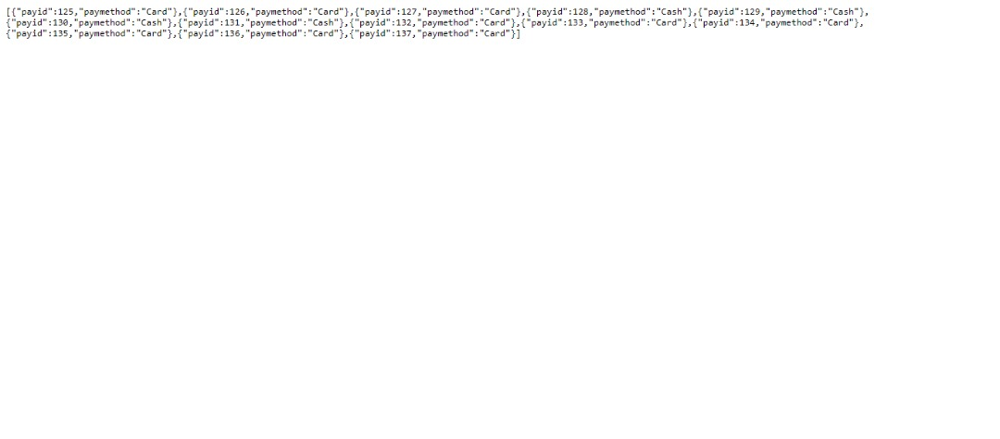 [{"payid":125,"paymethod":"Card"},{"payid":126,"paymethod":"Card"},{"payid":127,"paymethod":"Card"},{"payid":128,"paymethod":"Cash"},{"payid":129,"paymethod":"Cash"},
{"payid":130,"paymethod":"Cash"},{"payid":131,"paymethod":"Cash"},{"payid":132,"paymethod":"Card"},{"payid":133,"paymethod":"Card"},{"payid":134,"paymethod":"Card"},
{"payid":135,"paymethod":"Card"},{"payid":136,"paymethod":"Card"},{"payid":137,"paymethod":"Card"}]